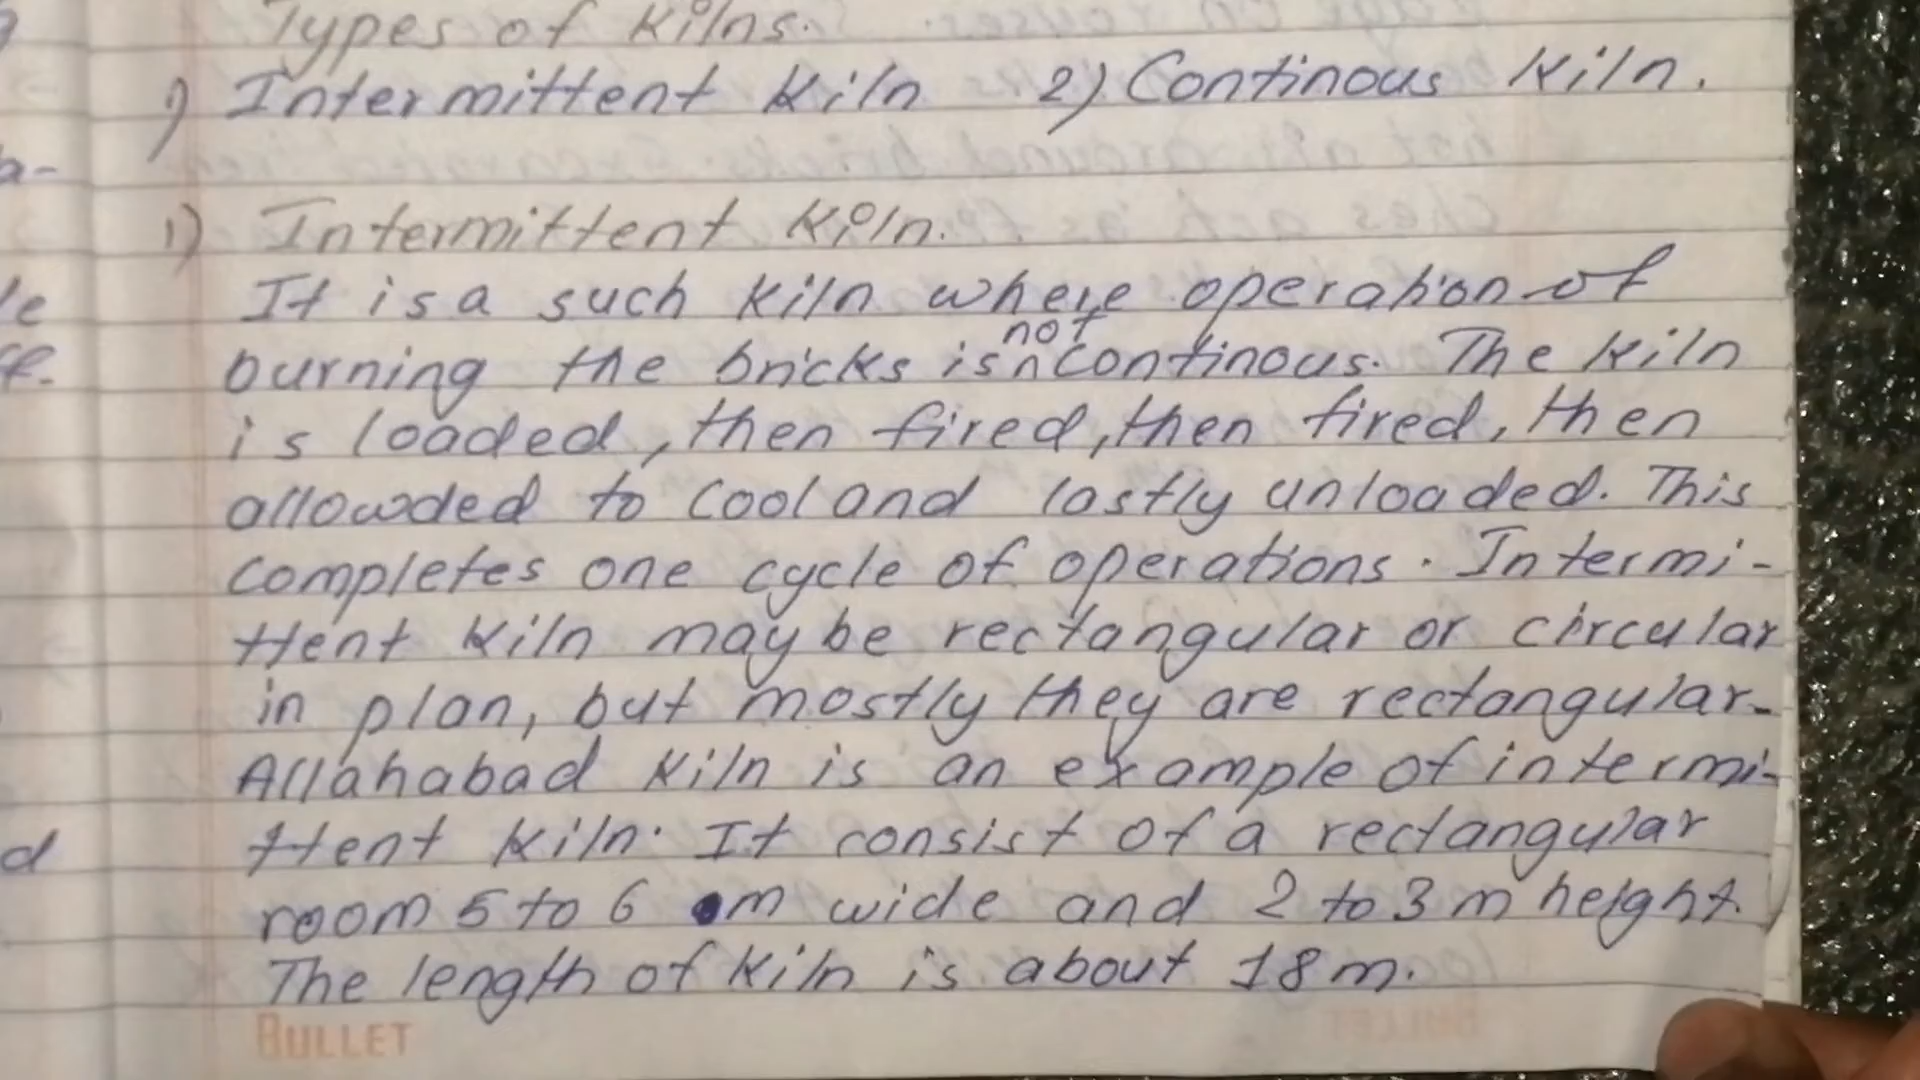 Types of Kilns.
1) Intermittent Kiln 2) Continous Kiln.
1) Intermittent Kiln.
It is a such kiln where operation of
burning the bricks is not continous. The kiln
is loaded, then fired, then fired, then
allowded to cool and lastly unloaded. This
completes one cycle of operations. Intermi-
ttent kiln may be rectangular or circular
in plan, but mostly they are rectangular.
Allahabad kiln is an example of intermi-
ttent kiln. It consist of a rectangular
room 5 to 6 m wide and 2 to 3 m height.
The length of kiln is about 18m.
BULLET